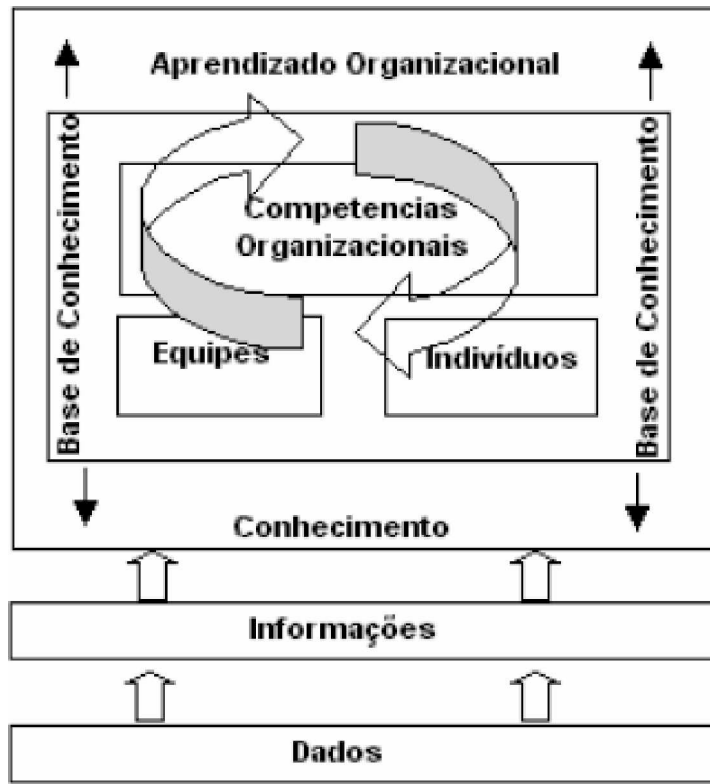 Aprendizado Organizacional
Base de Conhecimento
Base de Conhecimento
Competencias
Organizacionais
Equipes
Indivíduos
Conhecimento
Informações
Dados